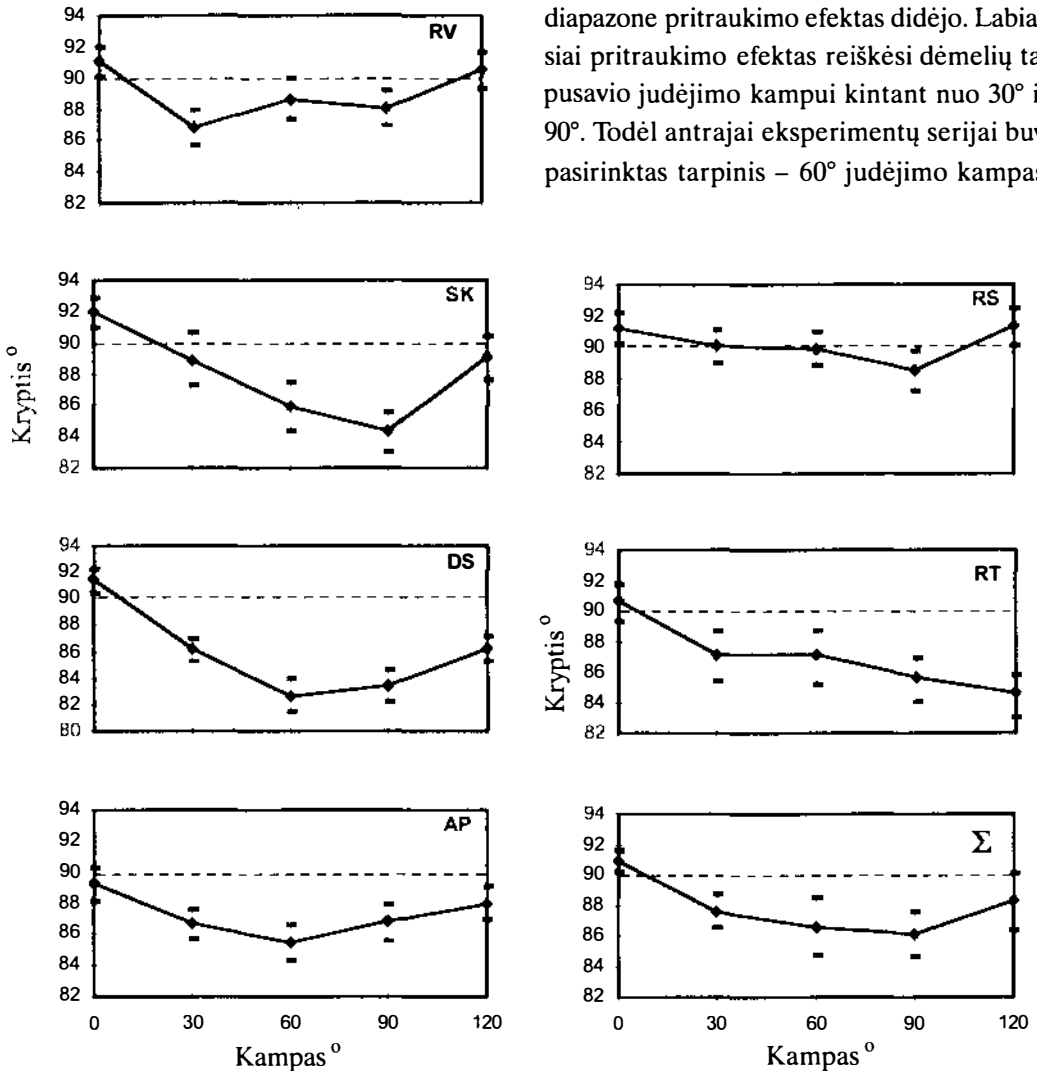 diapazone pritraukimo efektas didėjo. Labia
siai pritraukimo efektas reiškėsi dėmelių ta
pusavio judėjimo kampui kintant nuo 30° i
90°. Todėl antrajai eksperimentų serijai buv
pasirinktas tarpinis – 60° judėjimo kampas
94
92
90
88
86
84
82
RV
94
92
90
88
86
84
82
SK
Kryptis °
94
92
90
88
86
84
82
RS
94
92
90
86
84
82
80
DS
94
92
90
88
86
84
82
RT
Kryptis °
94
92
90
88
86
84
82
AP
0 30 60 90 120
Kampas °
94
92
90
88
86
84
82
Σ
0 30 60 90 120
Kampas °